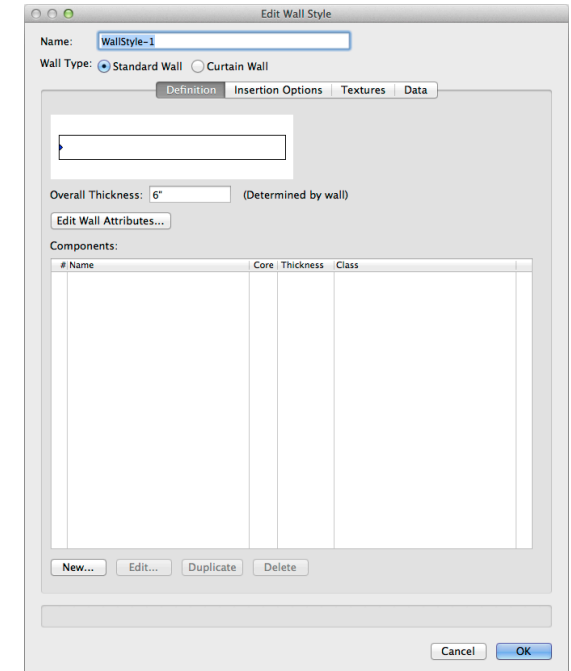 Edit Wall Style
Name: WallStyle-1
Wall Type: Standard Wall Curtain Wall
Definition Insertion Options Textures Data
Overall Thickness: 6" (Determined by wall)
Edit Wall Attributes...
Components:
# Name Core Thickness Class
New... Edit... Duplicate Delete
Cancel OK